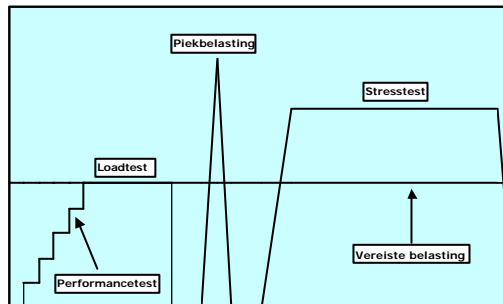 Piekbelasting
Stresstest
Loadtest
Vereiste belasting
Performancetest